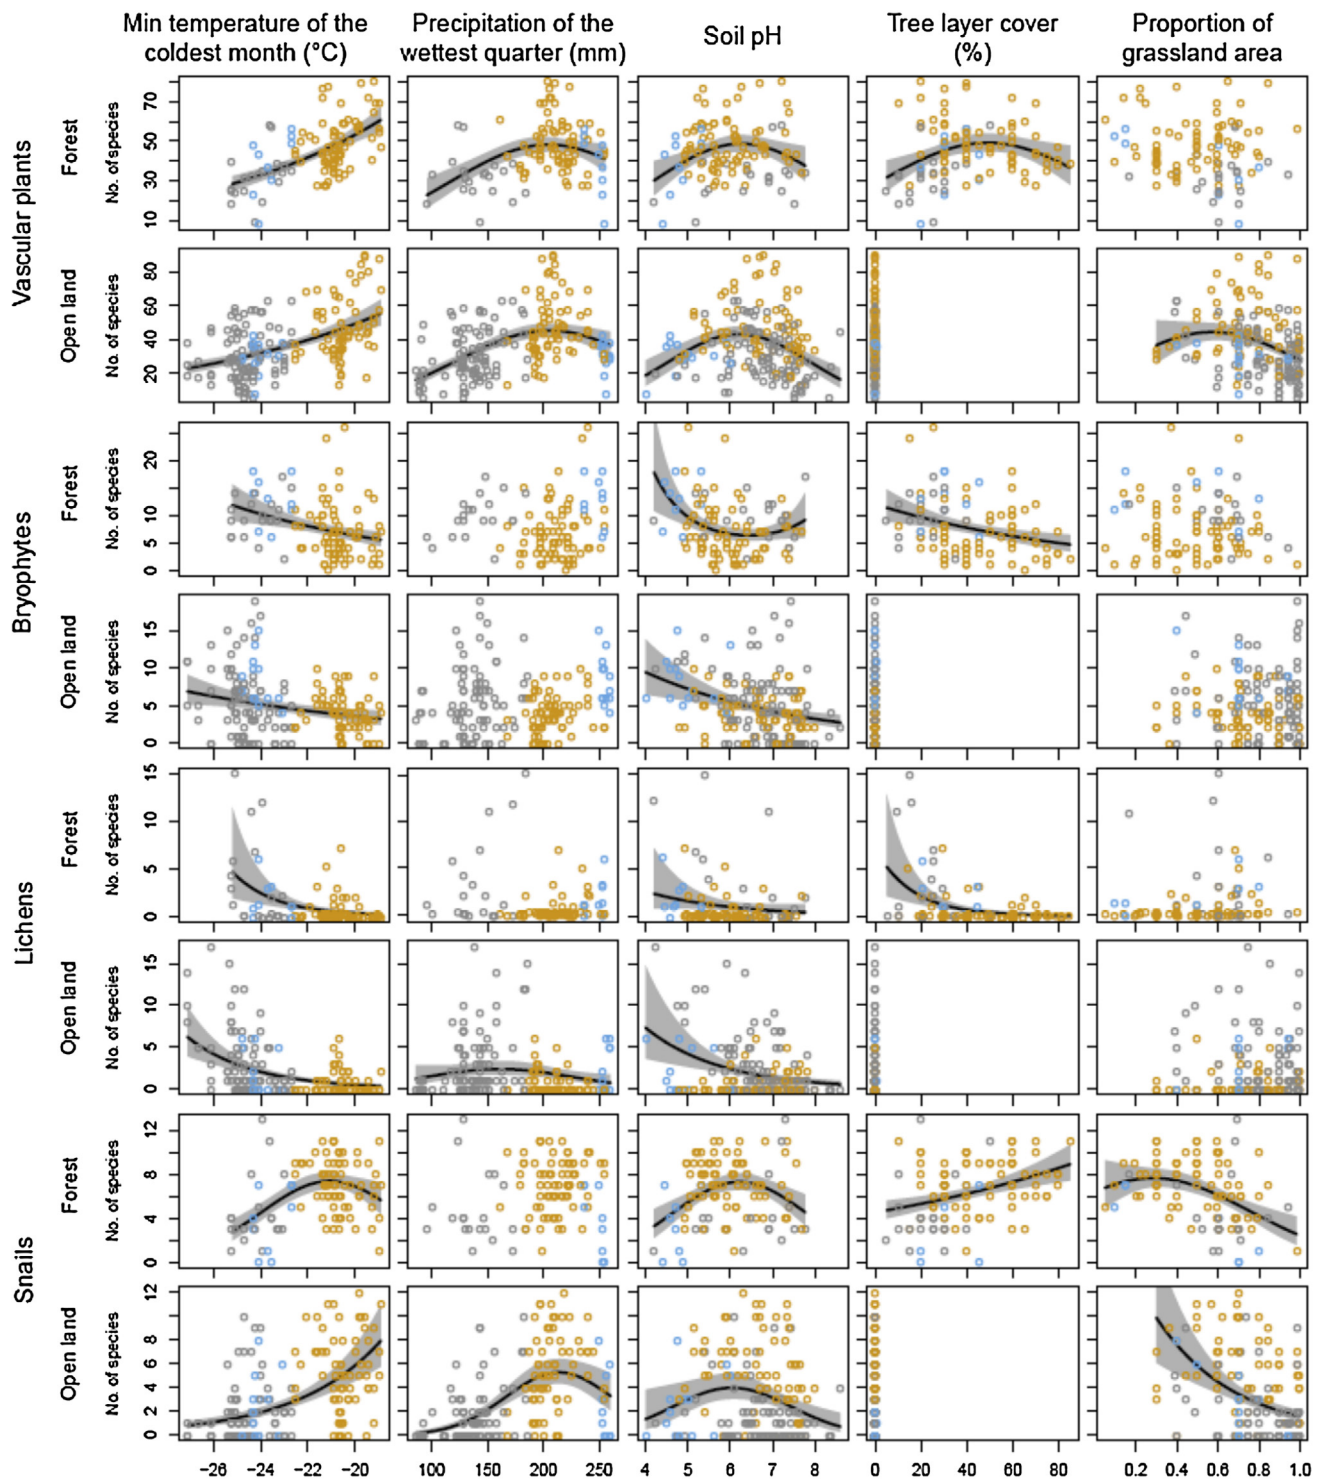 Min temperature of the
coldest month (°C)
Precipitation of the
wettest quarter (mm)
Soil pH
Tree layer cover
(%)
Proportion of
grassland area
Vascular plants
Forest
No. of species
70
50
30
10
Open land
No. of species
80
60
40
20
Bryophytes
Forest
No. of species
20
10
5
0
Open land
No. of species
15
10
5
0
Lichens
Forest
No. of species
15
10
5
0
Open land
No. of species
15
10
5
0
Snails
Forest
No. of species
12
8
4
0
Open land
No. of species
12
8
6
4
2
0
−26 −24 −22 −20
100 150 200 250
4 5 6 7 8
0 20 40 60 80
0.2 0.4 0.6 0.8 1.0